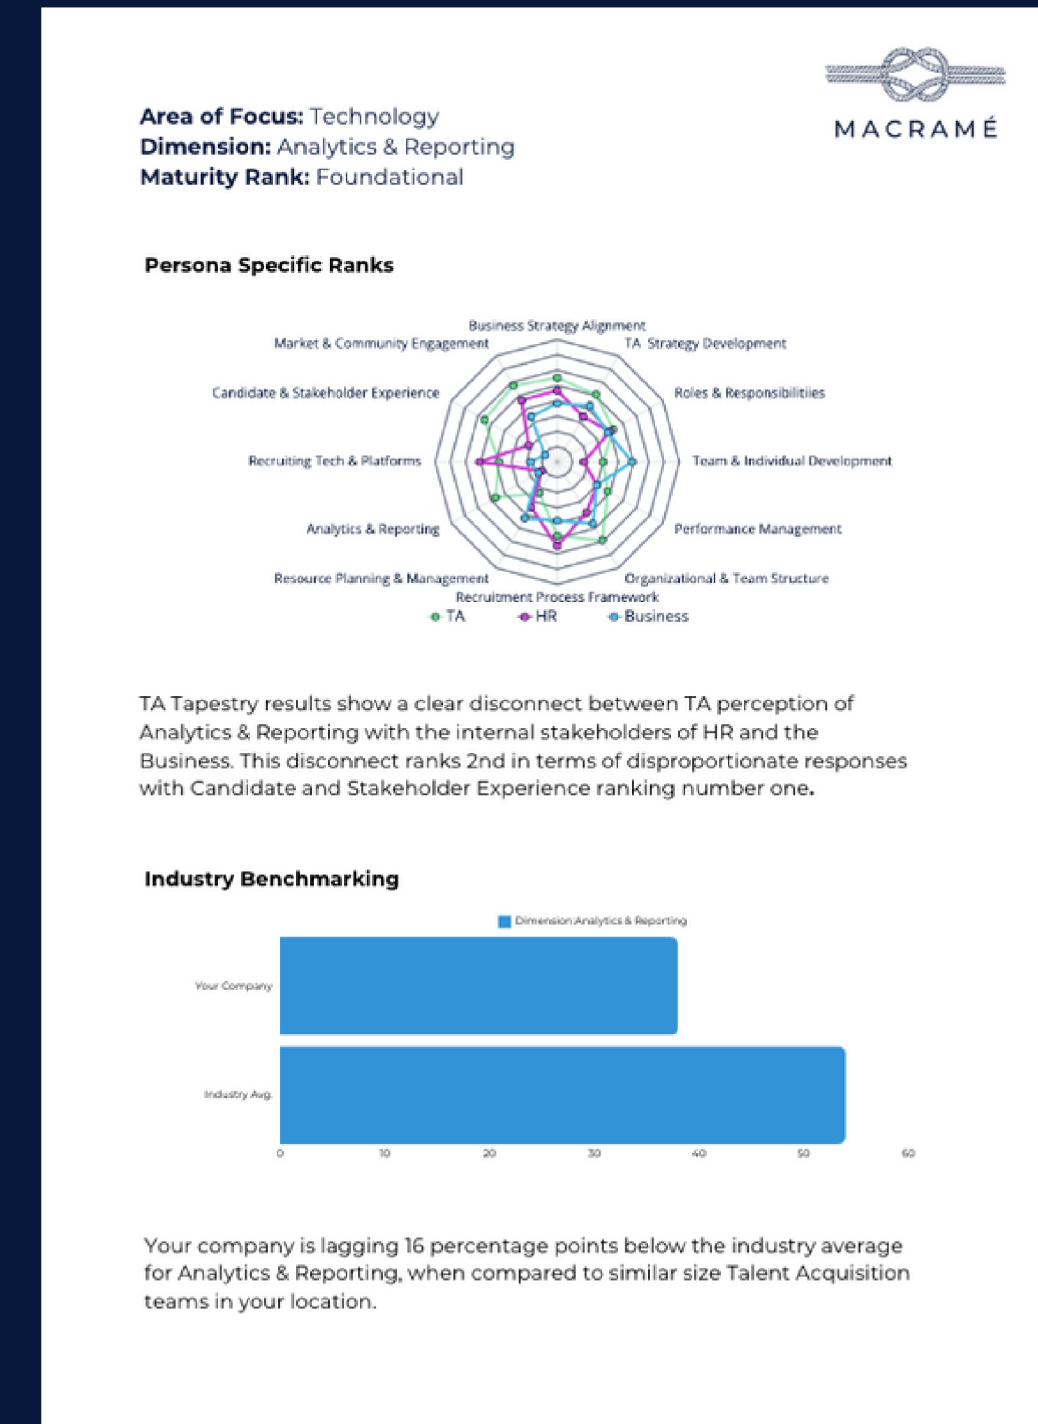 MACRAMÉ
Area of Focus: Technology
Dimension: Analytics & Reporting
Maturity Rank: Foundational
Persona Specific Ranks
Business Strategy Alignment
Market & Community Engagement
TA Strategy Development
Candidate & Stakeholder Experience
Roles & Responsibilitiies
Recruiting Tech & Platforms
Team & Individual Development
Analytics & Reporting
Performance Management
Resource Planning & Management
Organizational & Team Structure
Recruitment Process Framework
TA HR Business
TA Tapestry results show a clear disconnect between TA perception of
Analytics & Reporting with the internal stakeholders of HR and the
Business. This disconnect ranks 2nd in terms of disproportionate responses
with Candidate and Stakeholder Experience ranking number one.
Industry Benchmarking
Dimension:Analytics & Reporting
Your Company
Industry Avg.
0 10 20 30 40 50 60
Your company is lagging 16 percentage points below the industry average
for Analytics & Reporting, when compared to similar size Talent Acquisition
teams in your location.